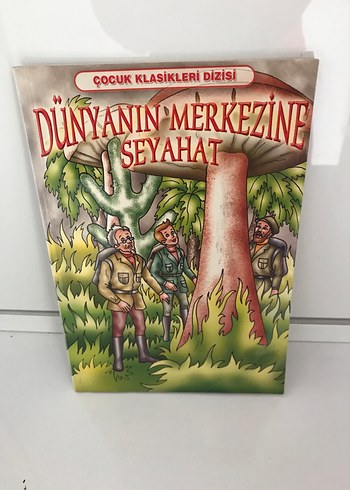 ÇOCUK KLASİKLERİ DİZİSİ
DÜNYANIN MERKEZİNE
SEYAHAT